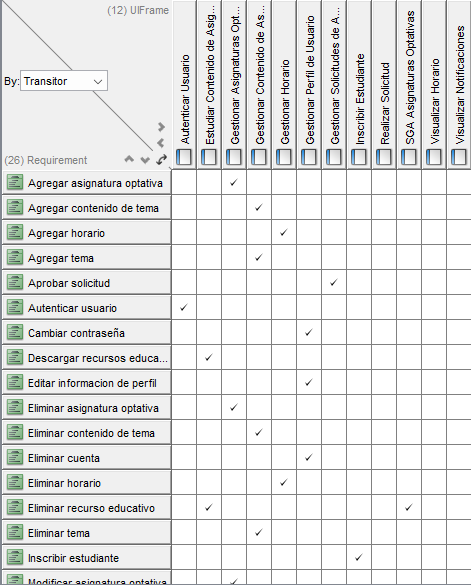 (12) UIFrame
By: Transitor
(26) Requirement
Autenticar Usuario
Estudiar Contenido de Asig...
Gestionar Asignaturas Opt...
Gestionar Contenido de As...
Gestionar Horario
Gestionar Perfil de Usuario
Gestionar Solicitudes de A...
Inscribir Estudiante
Realizar Solicitud
SGA Asignaturas Optativas
Visualizar Horario
Visualizar Notificaciones
Agregar asignatura optativa
Agregar contenido de tema
Agregar horario
Agregar tema
Aprobar solicitud
Autenticar usuario
Cambiar contraseña
Descargar recursos educa...
Editar informacion de perfil
Eliminar asignatura optativa
Eliminar contenido de tema
Eliminar cuenta
Eliminar horario
Eliminar recurso educativo
Eliminar tema
Inscribir estudiante
Modificar asignatura optativa